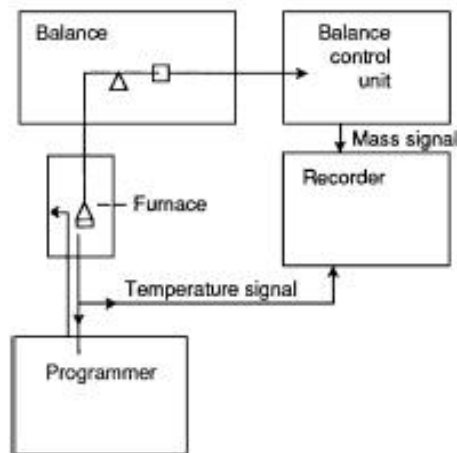 Balance
Balance
control
unit
Mass signal
Recorder
Furnace
Temperature signal
Programmer